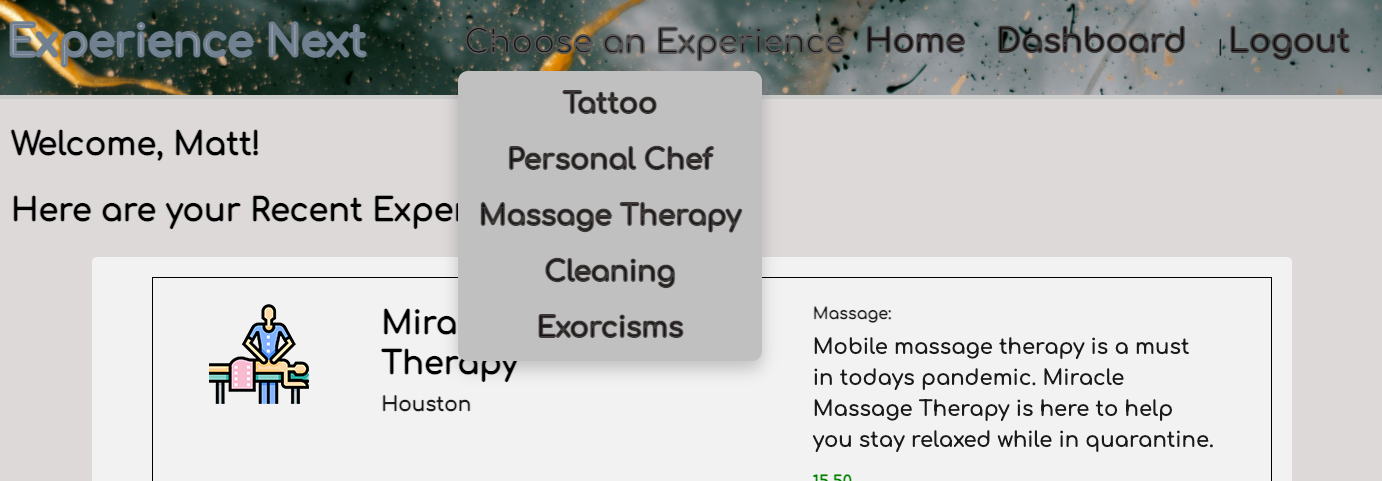 Experience Next
Choose an Experience
Home
Dashboard
Logout
Tattoo
Personal Chef
Massage Therapy
Cleaning
Exorcisms
Welcome, Matt!
Here are your Recent
Therapy
Houston
Massage:
Mobile massage therapy is a must
in todays pandemic. Miracle
Massage Therapy is here to help
you stay relaxed while in quarantine.
15.50